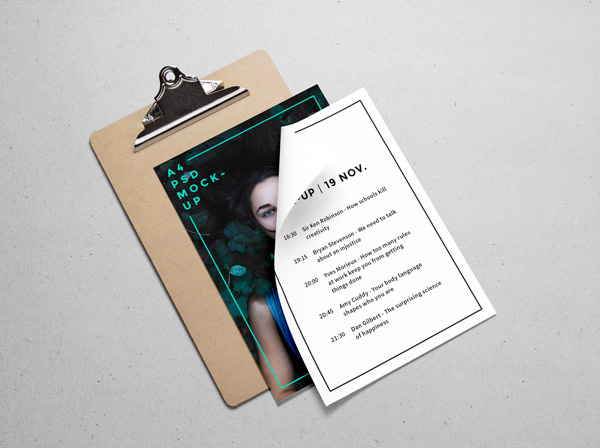 A4
PSD
MOCK-
UP
-UP | 19 NOV.
18:30 Sir Ken Robinson - How schools kill
creativity
19:15 Bryan Stevenson - We need to talk
about an injustice
20:00 Yves Morieux - How too many rules
at work keep you from getting
things done
20:45 Amy Cuddy - Your body language
shapes who you are
21:30 Dan Gilbert - The surprising science
of happiness